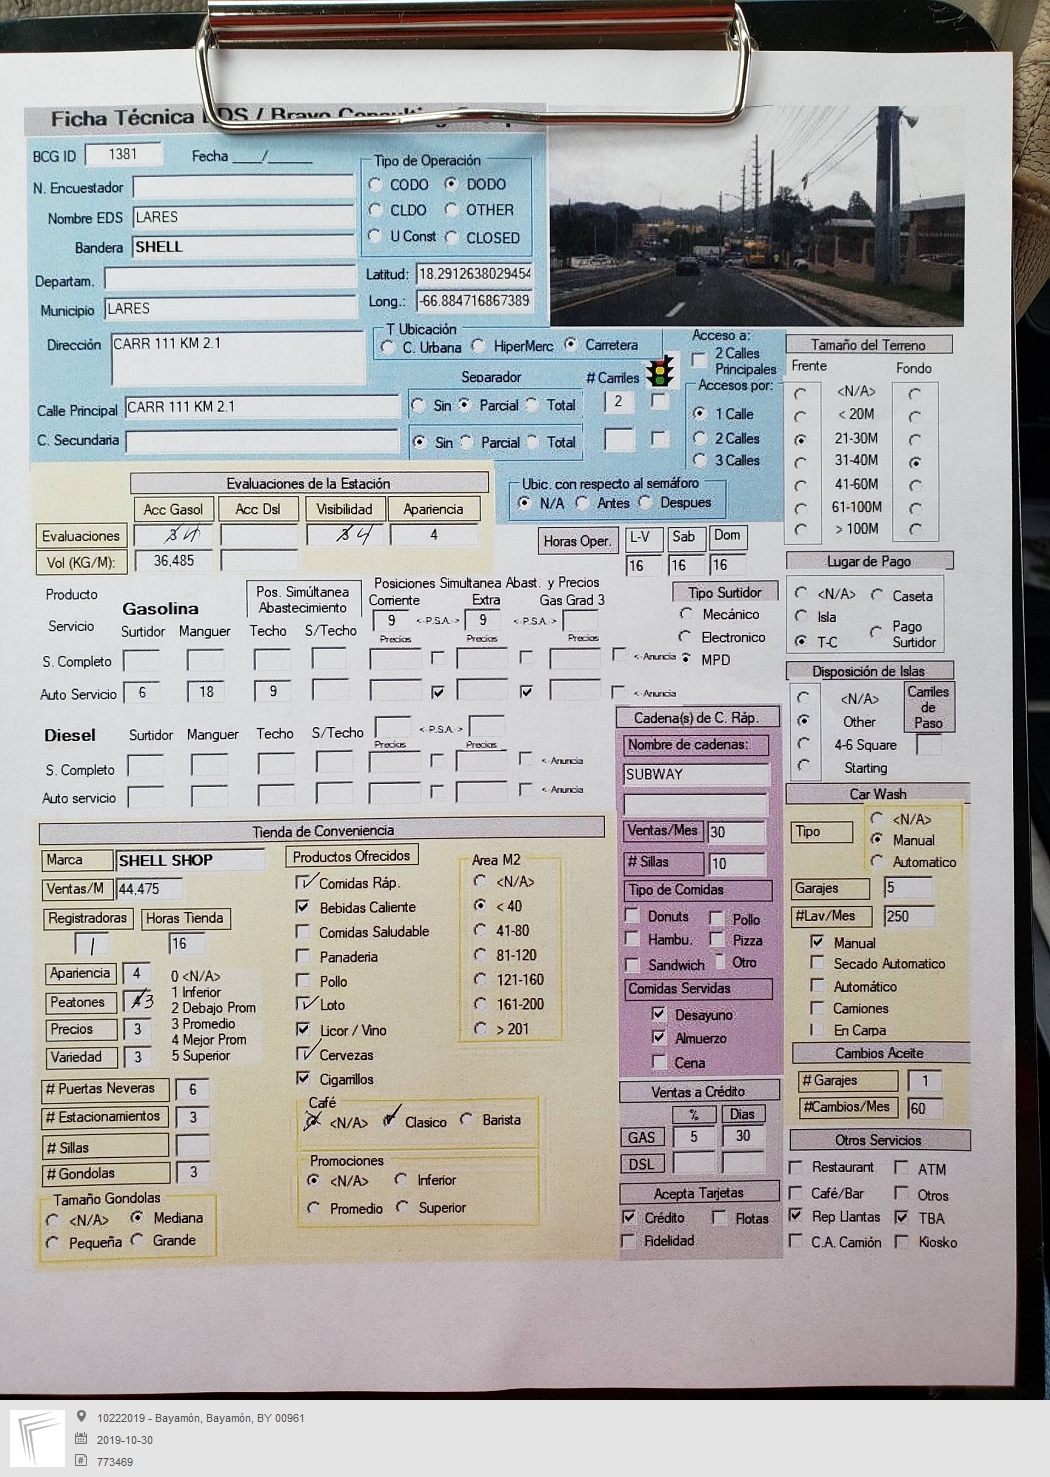 Ficha Técnica EDS / Bravo
BCG ID 1381 Fecha ____/______
N. Encuestador
Nombre EDS LARES
Bandera SHELL
Departam.
Municipio LARES
Dirección CARR 111 KM 2.1
Calle Principal CARR 111 KM 2.1
C. Secundaria
Tipo de Operación
CODO DODO
CLDO OTHER
U Const CLOSED
Latitud: 18.2912638029454
Long.: -66.884716867389
T Ubicación
C. Urbana HiperMerc Carretera
Separador # Carriles
Sin Parcial Total 2
Sin Parcial Total
Acceso a:
2 Calles
Principales
Accesos por:
1 Calle
2 Calles
3 Calles
Ubic. con respecto al semáforo
N/A Antes Despues
Tamaño del Terreno
Frente Fondo
<N/A>
< 20M
21-30M
31-40M
41-60M
61-100M
> 100M
Evaluaciones de la Estación
Acc Gasol Acc Dsl Visibilidad Apariencia
Evaluaciones 4 4 4
Vol (KG/M): 36,485
Horas Oper. L-V Sab Dom
16 16 16
Lugar de Pago
<N/A> Caseta
Isla Pago
T-C Surtidor
Producto Gasolina
Servicio
Pos. Simúltánea
Abastecimiento
Posiciones Simultanea Abast. y Precios
Corriente Extra Gas Grad 3
9 <-P.S.A.-> 9 <-P.S.A.->
Surtidor Manguer Techo S/Techo Precios Precios Precios
S. Completo <-Anuncia
Auto Servicio 6 18 9 <-Anuncia
Tipo Surtidor
Mecánico
Electronico
MPD
Disposición de Islas
<N/A>
Other
4-6 Square
Starting
Carriles
de
Paso
Diesel Surtidor Manguer Techo S/Techo <-P.S.A.->
Precios Precios
S. Completo <-Anuncia
Auto servicio <-Anuncia
Cadena(s) de C. Ráp.
Nombre de cadenas:
SUBWAY
Ventas/Mes 30
# Sillas 10
Tipo de Comidas
Donuts Pollo
Hambu. Pizza
Sandwich Otro
Comidas Servidas
Desayuno
Almuerzo
Cena
Ventas a Crédito
% Dias
GAS 5 30
DSL
Acepta Tarjetas
Crédito Flotas
Fidelidad
Car Wash
Tipo
<N/A>
Manual
Automatico
Garajes 5
#Lav/Mes 250
Manual
Secado Automatico
Automático
Camiones
En Carpa
Cambios Aceite
# Garajes 1
#Cambios/Mes 60
Otros Servicios
Restaurant ATM
Café/Bar Otros
Rep Llantas TBA
C.A. Camión Kiosko
Tienda de Conveniencia
Marca SHELL SHOP
Ventas/M 44,475
Registradoras Horas Tienda
1 16
Apariencia 4
Peatones 3
Precios 3
Variedad 3
0 <N/A>
1 Inferior
2 Debajo Prom
3 Promedio
4 Mejor Prom
5 Superior
# Puertas Neveras 6
# Estacionamientos 3
# Sillas
# Gondolas 3
Tamaño Gondolas
<N/A> Mediana
Pequeña Grande
Productos Ofrecidos
Comidas Ráp.
Bebidas Caliente
Comidas Saludable
Panaderia
Pollo
Loto
Licor / Vino
Cervezas
Cigarrillos
Area M2
<N/A>
< 40
41-80
81-120
121-160
161-200
> 201
Café
<N/A> Clasico Barista
Promociones
<N/A> Inferior
Promedio Superior
10222019 - Bayamón, Bayamón, BY 00961
2019-10-30
773469